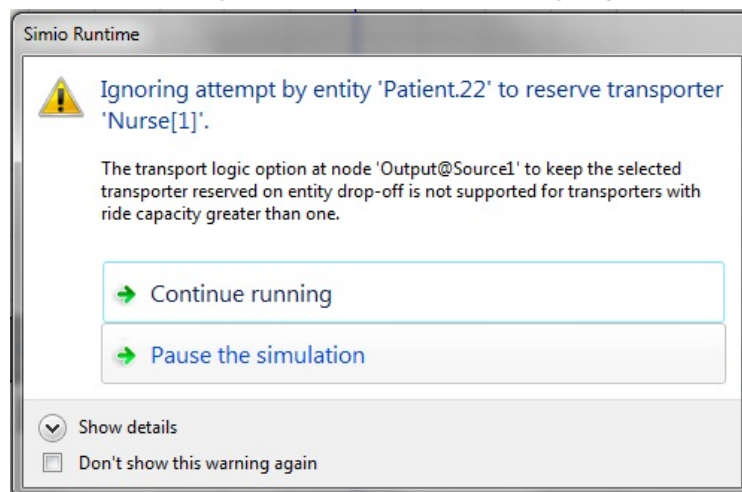 Simio Runtime
Ignoring attempt by entity 'Patient.22' to reserve transporter
'Nurse[1]'.
The transport logic option at node 'Output@Source1' to keep the selected
transporter reserved on entity drop-off is not supported for transporters with
ride capacity greater than one.
Continue running
Pause the simulation
Show details
Don't show this warning again